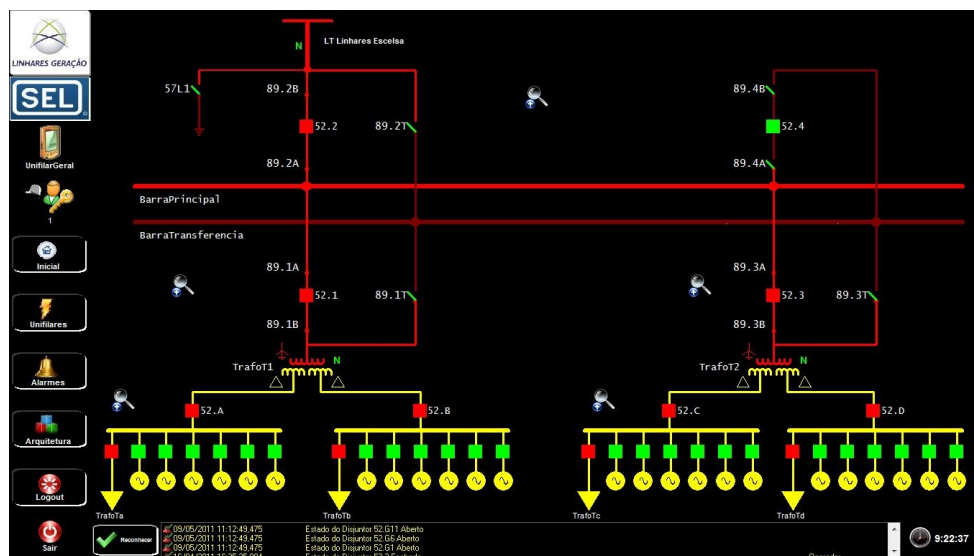 LINHARES GERAÇÃO
SEL
UnifilarGeral
1
Inicial
Unifilares
Alarmes
Arquitetura
Logout
Sair
N
LT Linhares Escelsa
57L1
89.2B
52.2
89.2T
89.2A
89.4B
52.4
89.4A
BarraPrincipal
BarraTransferencia
89.1A
52.1
89.1T
89.1B
89.3A
52.3
89.3T
89.3B
TrafoT1
N
TrafoT2
N
52.A
52.B
52.C
52.D
TrafoTa
TrafoTb
TrafoTc
TrafoTd
Reconhecer
09/05/2011 11:12:49,475 Estado do Disjuntor 52.G11 Aberto
09/05/2011 11:12:49,475 Estado do Disjuntor 52.G6 Aberto
09/05/2011 11:12:49,475 Estado do Disjuntor 52.G1 Aberto
9:22:37